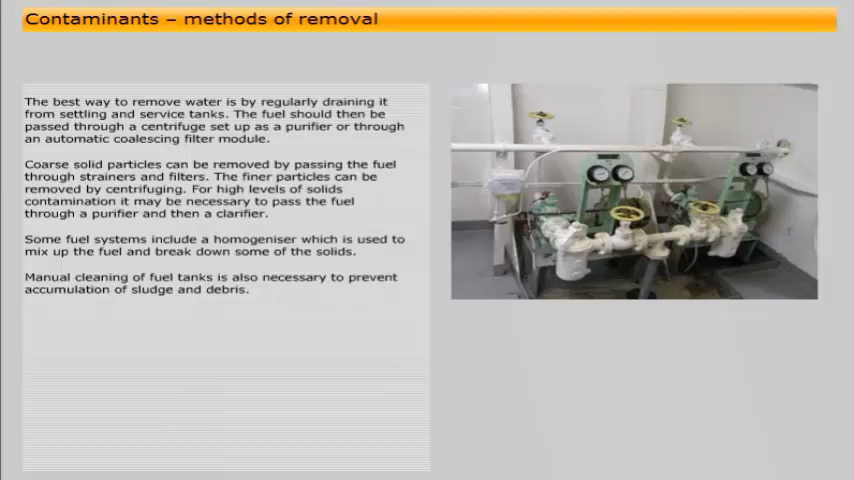 Contaminants – methods of removal
The best way to remove water is by regularly draining it
from settling and service tanks. The fuel should then be
passed through a centrifuge set up as a purifier or through
an automatic coalescing filter module.
Coarse solid particles can be removed by passing the fuel
through strainers and filters. The finer particles can be
removed by centrifuging. For high levels of solids
contamination it may be necessary to pass the fuel
through a purifier and then a clarifier.
Some fuel systems include a homogeniser which is used to
mix up the fuel and break down some of the solids.
Manual cleaning of fuel tanks is also necessary to prevent
accumulation of sludge and debris.